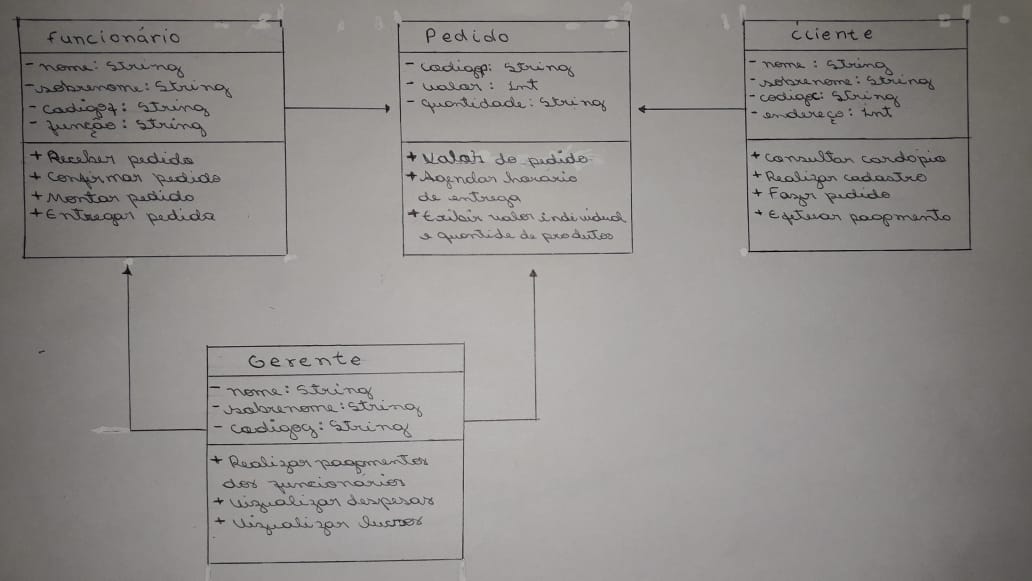 Funcionário
- nome: String
- sobrenome: String
- codigof: String
- função: String
+ Receber pedido
+ Confirmar pedido
+ Montar pedido
+ Entregar pedido
Pedido
- codigop: String
- valor: Int
- quantidade: String
+ Valor do pedido
+ Agendar horário
de entrega
+ Exibir valor individual
e quantide de produtos
Cliente
- nome: String
- sobrenome: String
- codigoc: String
- endereço: Int
+ Consultar cardápio
+ Realizar cadastro
+ Fazer pedido
+ Efetuar pagamento
Gerente
- nome: String
- sobrenome: String
- codigog: String
+ Realizar pagamentos
dos funcionários
+ Vizualizar despesas
+ Vizualizar lucros